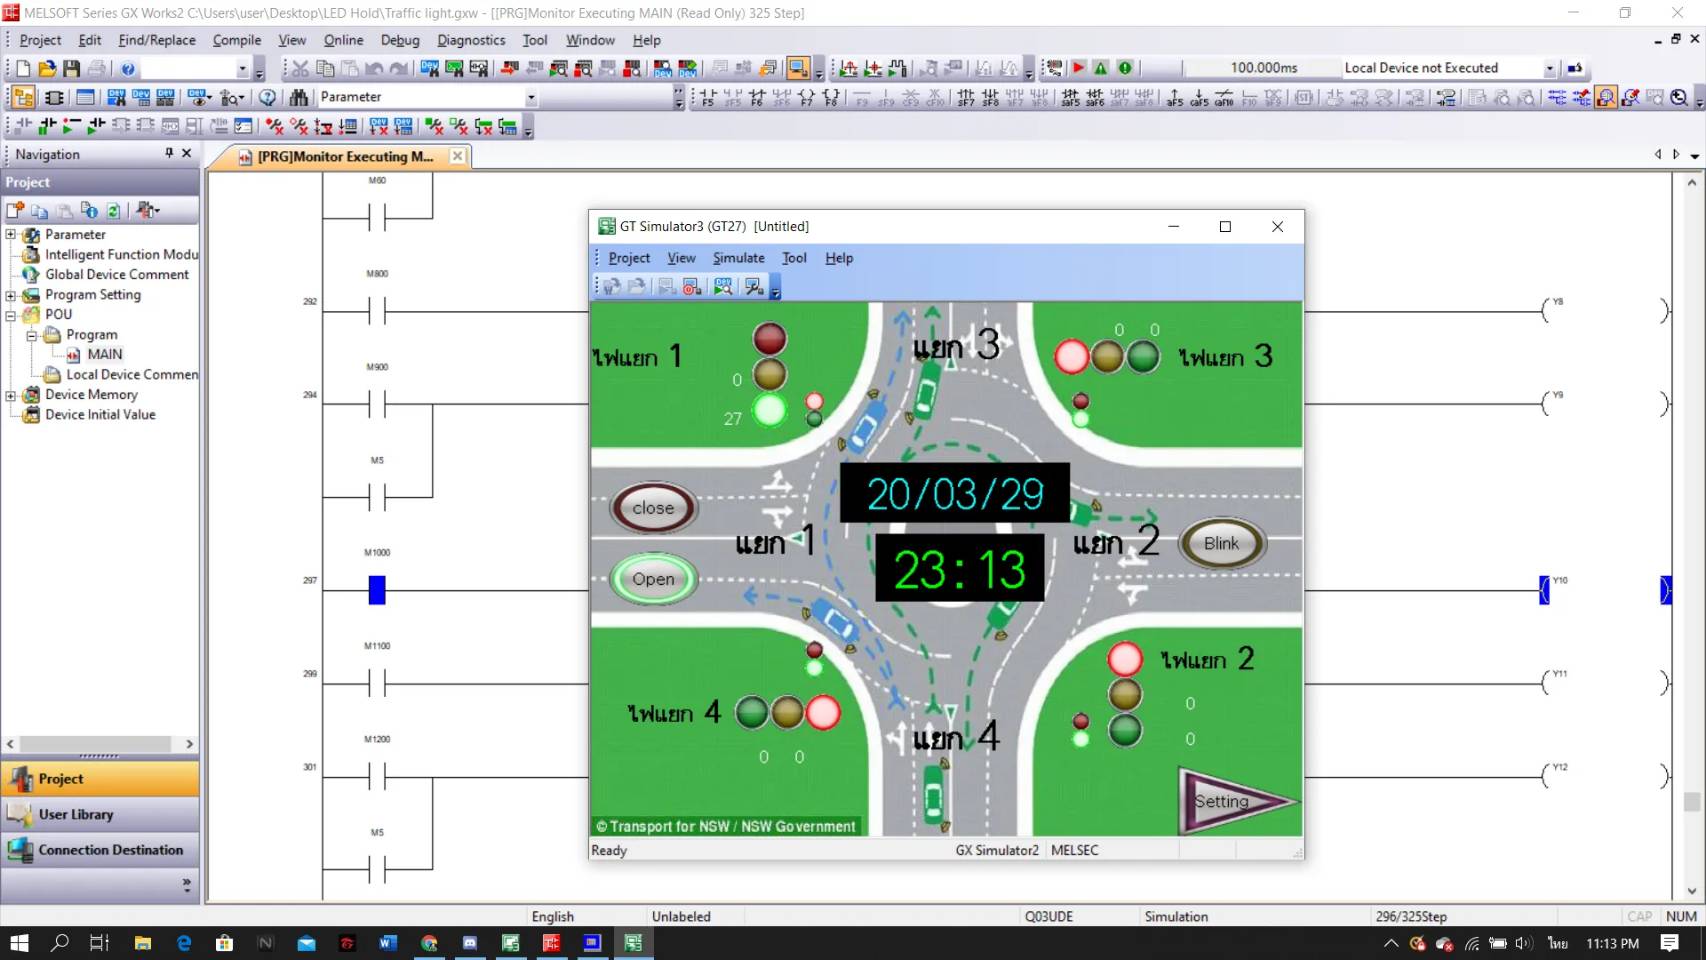 MELSOFT Series GX Works2 C:\Users\user\Desktop\LED Hold\Traffic light.gxw - [[PRG]Monitor Executing MAIN (Read Only) 325 Step]
Project Edit Find/Replace Compile View Online Debug Diagnostics Tool Window Help
100.000ms Local Device not Executed
Parameter
Navigation
[PRG]Monitor Executing M...
Project
Parameter
Intelligent Function Modu
Global Device Comment
Program Setting
POU
Program
MAIN
Local Device Commen
Device Memory
Device Initial Value
Project
User Library
Connection Destination
M60
M800
292
Y8
M900
294
Y9
M5
M1000
297
Y10
M1100
299
Y11
M1200
301
Y12
M5
GT Simulator3 (GT27) [Untitled]
Project View Simulate Tool Help
ไฟแยก 1
0
27
แยก 3
0 0
ไฟแยก 3
20/03/29
close
แยก 1
23:13
แยก 2
Blink
Open
ไฟแยก 2
0
0
ไฟแยก 4
0 0
แยก 4
Setting
© Transport for NSW / NSW Government
Ready GX Simulator2 MELSEC
English Unlabeled Q03UDE Simulation 296/325Step CAP NUM
ไทย 11:13 PM